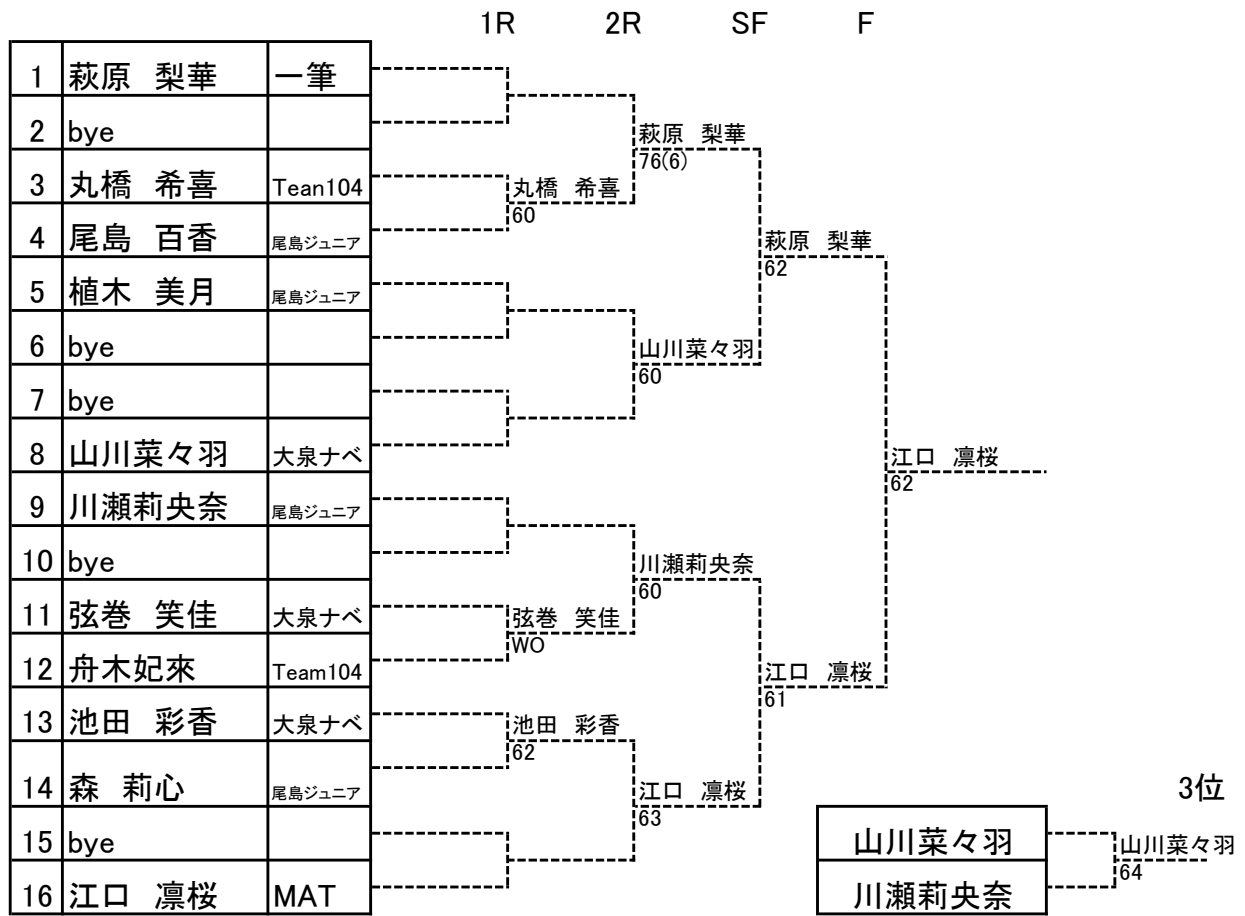 1R 2R SF F
1 萩原 梨華 一筆
2 bye
萩原 梨華
76(6)
3 丸橋 希喜 Tean104
丸橋 希喜
60
4 尾島 百香 尾島ジュニア
萩原 梨華
62
5 植木 美月 尾島ジュニア
6 bye
山川菜々羽
60
7 bye
8 山川菜々羽 大泉ナベ
江口 凛桜
62
9 川瀬莉央奈 尾島ジュニア
10 bye
川瀬莉央奈
60
11 弦巻 笑佳 大泉ナベ
弦巻 笑佳
WO
12 舟木妃來 Team104
江口 凛桜
61
13 池田 彩香 大泉ナベ
池田 彩香
62
14 森 莉心 尾島ジュニア
江口 凛桜
63
3位
15 bye
山川菜々羽
山川菜々羽
64
16 江口 凛桜 MAT
川瀬莉央奈